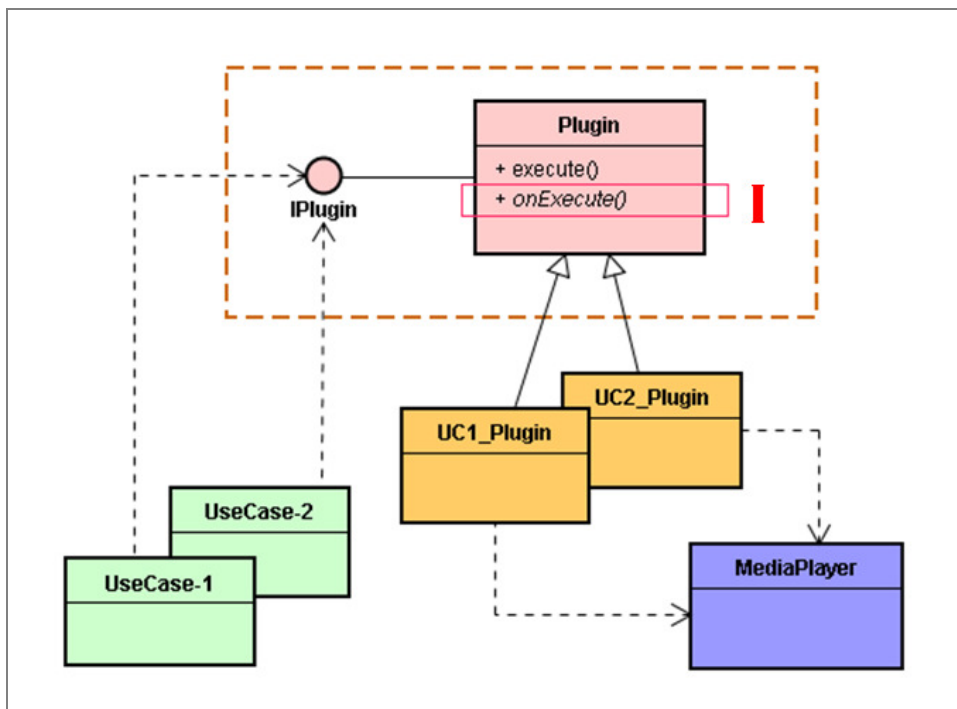 Plugin
+ execute()
+ onExecute()
I
IPlugin
UC2_Plugin
UC1_Plugin
UseCase-2
UseCase-1
MediaPlayer